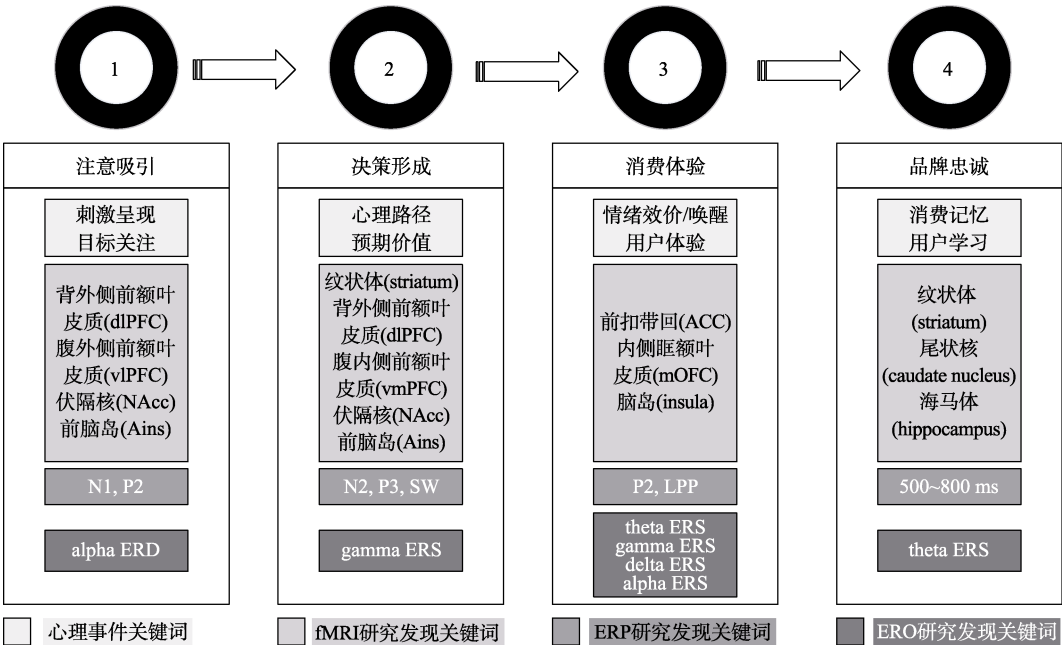 1
2
3
4
注意吸引
刺激呈现
目标关注
背外侧前额叶
皮质(dlPFC)
腹外侧前额叶
皮质(vlPFC)
伏隔核(NAcc)
前脑岛(Ains)
N1, P2
alpha ERD
决策形成
心理路径
预期价值
纹状体(striatum)
背外侧前额叶
皮质(dlPFC)
腹内侧前额叶
皮质(vmPFC)
伏隔核(NAcc)
前脑岛(Ains)
N2, P3, SW
gamma ERS
消费体验
情绪效价/唤醒
用户体验
前扣带回(ACC)
内侧眶额叶
皮质(mOFC)
脑岛(insula)
P2, LPP
theta ERS
gamma ERS
delta ERS
alpha ERS
品牌忠诚
消费记忆
用户学习
纹状体
(striatum)
尾状核
(caudate nucleus)
海马体
(hippocampus)
500~800 ms
theta ERS
心理事件关键词
fMRI研究发现关键词
ERP研究发现关键词
ERO研究发现关键词